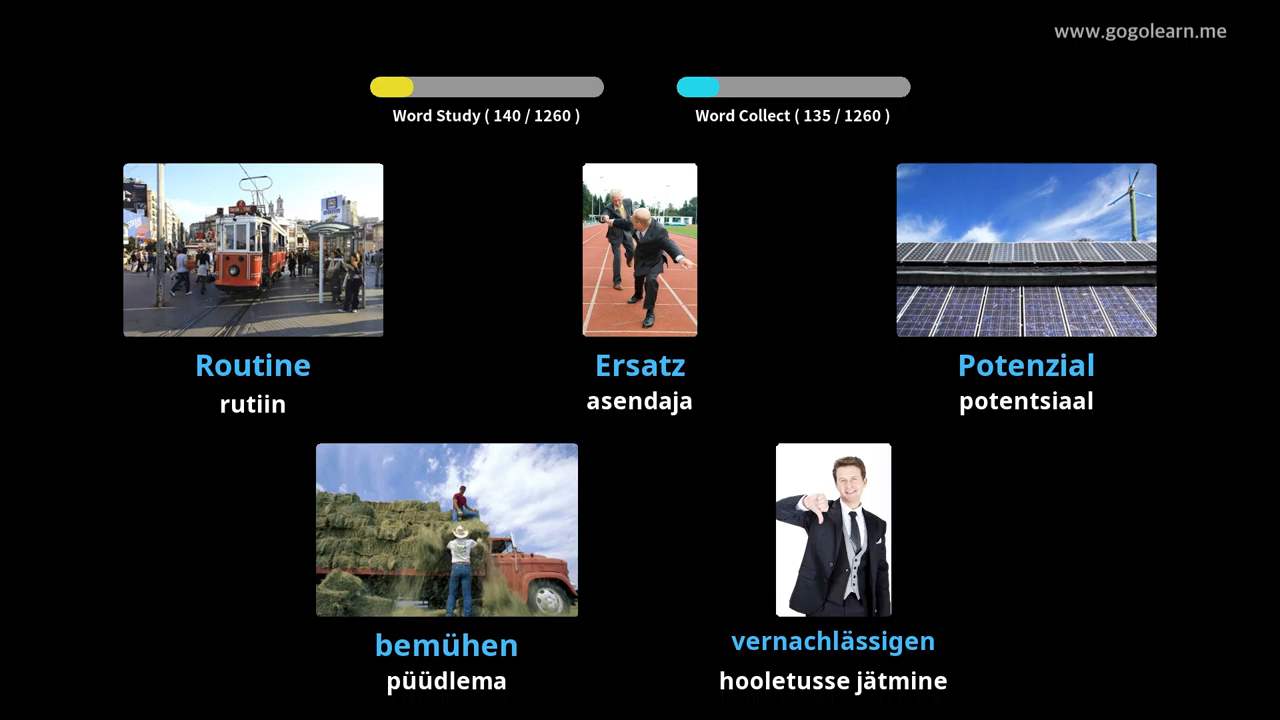 www.gogolearn.me
Word Study ( 140 / 1260 )
Word Collect ( 135 / 1260 )
Routine
rutiin
Ersatz
asendaja
Potenzial
potentsiaal
bemühen
püüdlema
vernachlässigen
hooletusse jätmine